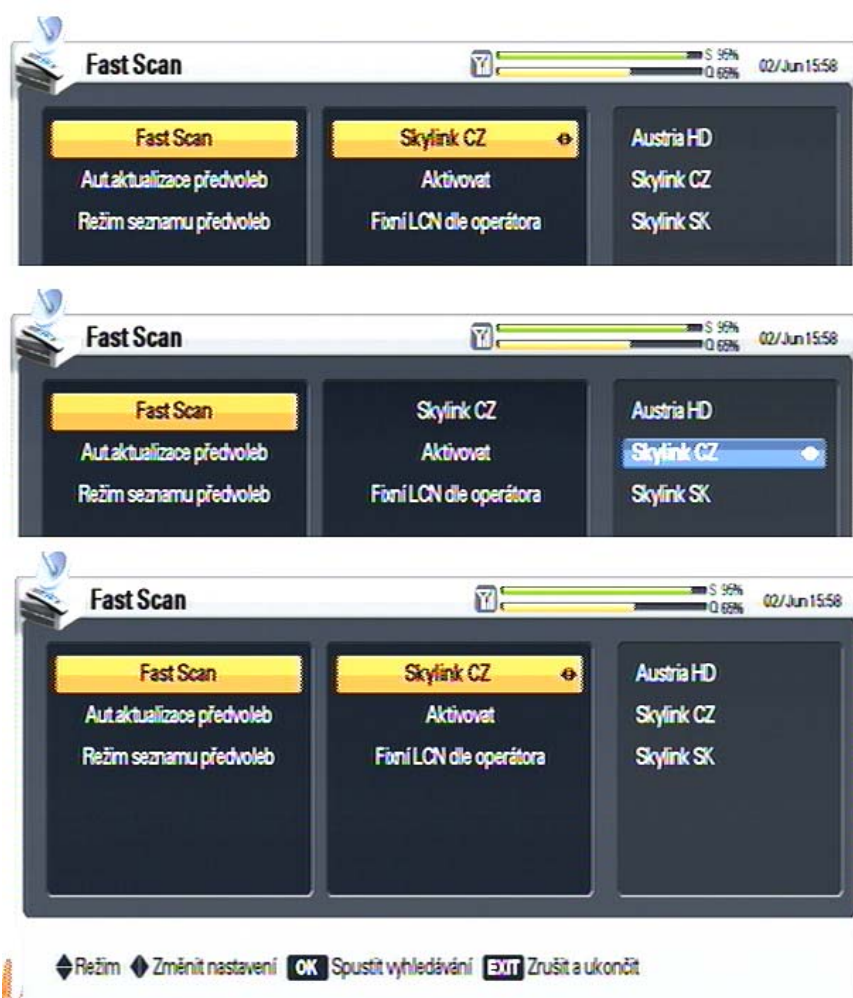 Fast Scan S 95% Q 65% 02/Jun 15:58
Fast Scan Skylink CZ Austria HD
Aut.aktualizace předvoleb Aktivovat Skylink CZ
Režim seznamu předvoleb Fixní LCN dle operátora Skylink SK
Fast Scan S 95% Q 65% 02/Jun 15:58
Fast Scan Skylink CZ Austria HD
Aut.aktualizace předvoleb Aktivovat Skylink CZ
Režim seznamu předvoleb Fixní LCN dle operátora Skylink SK
Fast Scan S 95% Q 65% 02/Jun 15:58
Fast Scan Skylink CZ Austria HD
Aut.aktualizace předvoleb Aktivovat Skylink CZ
Režim seznamu předvoleb Fixní LCN dle operátora Skylink SK
Režim Změnit nastavení OK Spustit vyhledávání EXIT Zrušit a ukončit